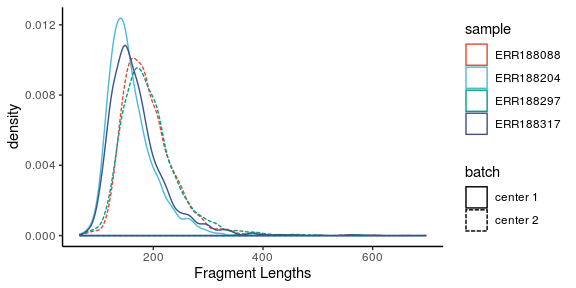 density
0.012
0.008
0.004
0.000
200
400
600
Fragment Lengths
sample
ERR188088
ERR188204
ERR188297
ERR188317
batch
center 1
center 2